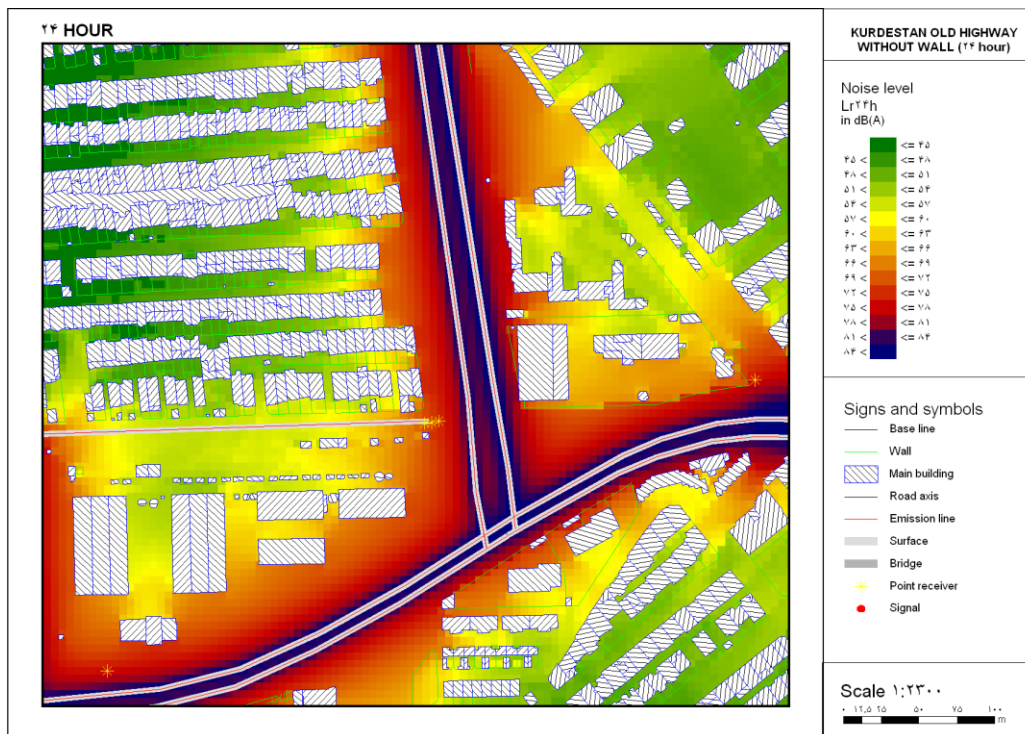 ۲۴ HOUR
KURDESTAN OLD HIGHWAY
WITHOUT WALL (۲۴ hour)
Noise level
Lr۲۴h
in dB(A)
<= ۴۵
۴۵ < <= ۴۸
۴۸ < <= ۵۱
۵۱ < <= ۵۴
۵۴ < <= ۵۷
۵۷ < <= ۶۰
۶۰ < <= ۶۳
۶۳ < <= ۶۶
۶۶ < <= ۶۹
۶۹ < <= ۷۲
۷۲ < <= ۷۵
۷۵ < <= ۷۸
۷۸ < <= ۸۱
۸۱ < <= ۸۴
۸۴ <
Signs and symbols
Base line
Wall
Main building
Road axis
Emission line
Surface
Bridge
Point receiver
Signal
Scale ۱:۲۳۰۰
۰ ۱۲,۵ ۲۵ ۵۰ ۷۵ ۱۰۰
m